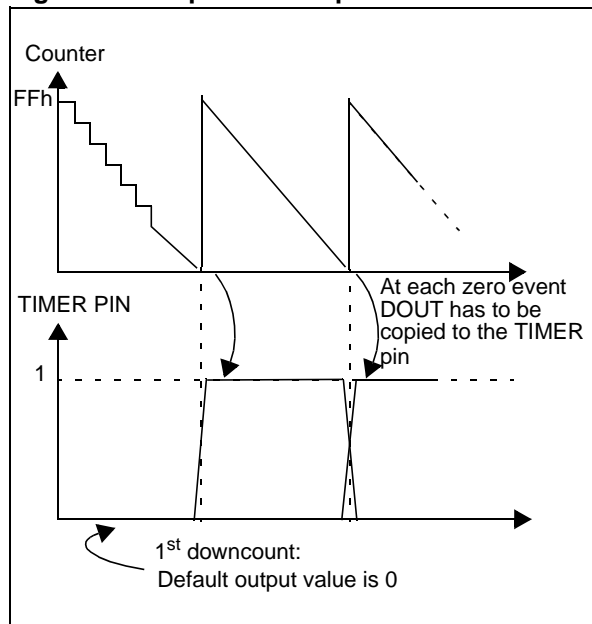 Counter
FFh
At each zero event
DOUT has to be
copied to the TIMER
pin
TIMER PIN
1
1st downcount:
Default output value is 0